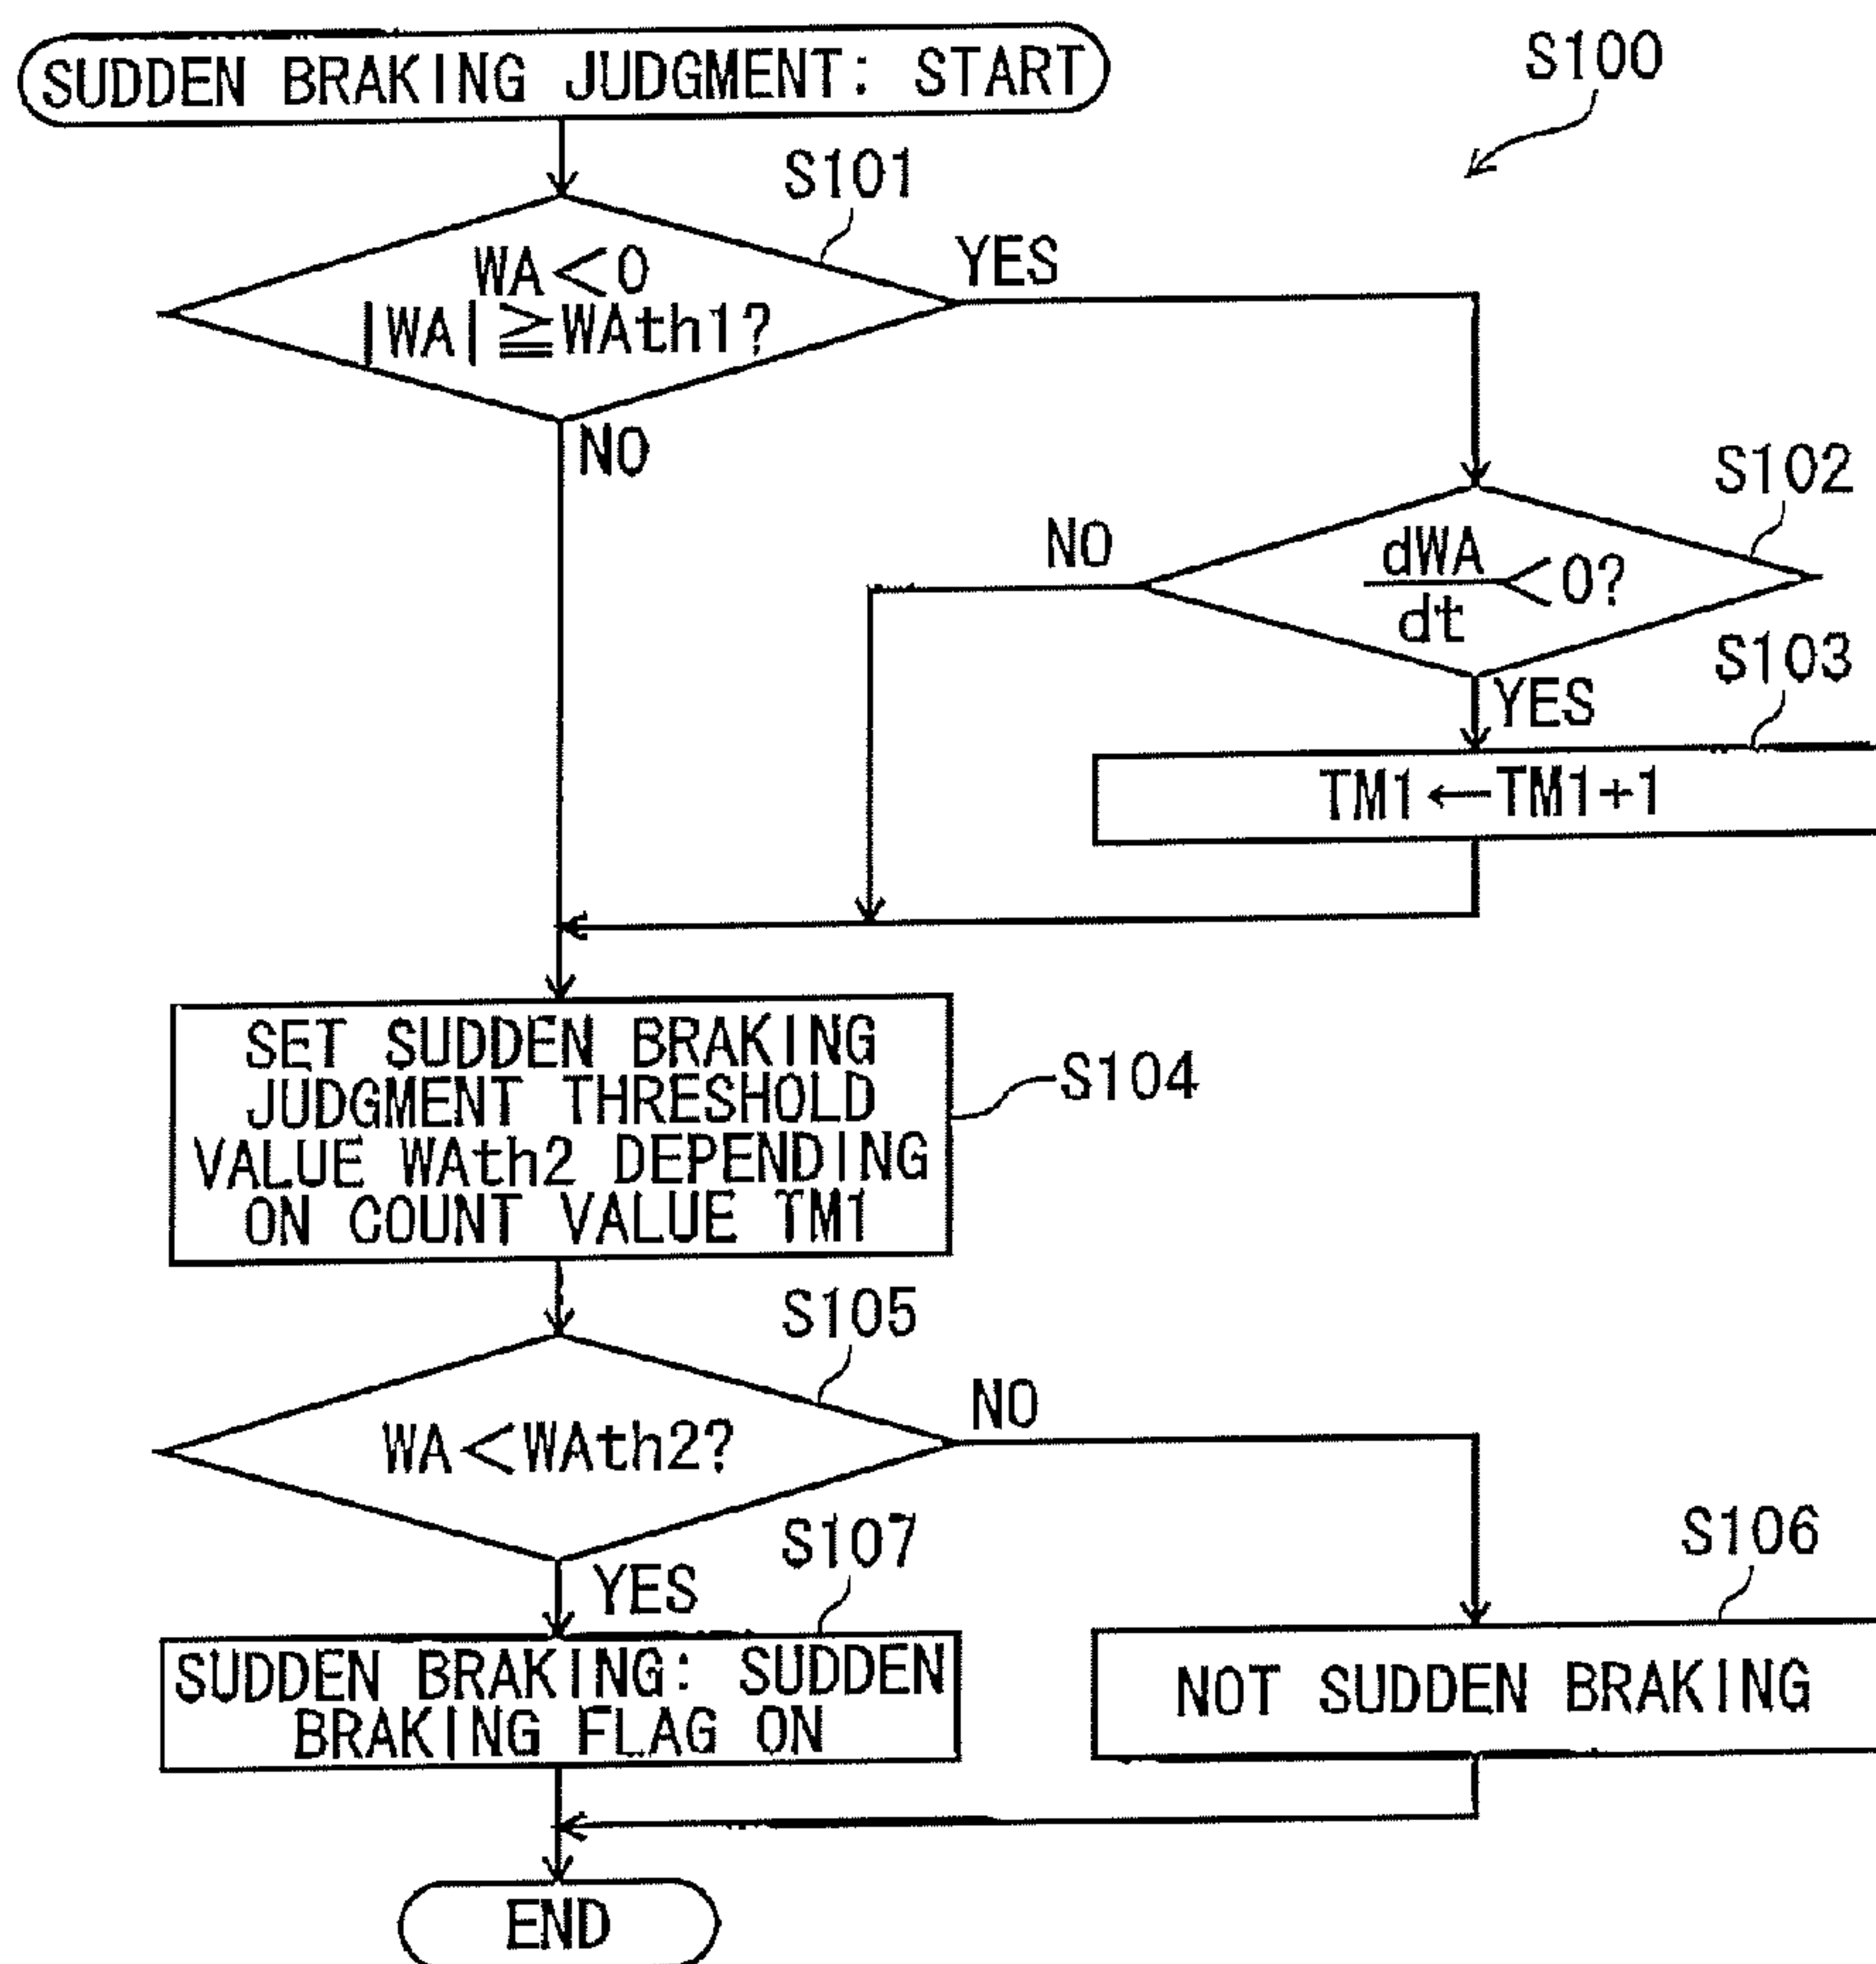 SUDDEN BRAKING JUDGMENT: START
S100
S101
WA<0
|WA|≧WAth1?
YES
NO
S102
dWA
dt
<0?
NO
YES
S103
TM1←TM1+1
SET SUDDEN BRAKING
JUDGMENT THRESHOLD
VALUE WAth2 DEPENDING
ON COUNT VALUE TM1
S104
S105
WA<WAth2?
NO
YES
S107
SUDDEN BRAKING: SUDDEN
BRAKING FLAG ON
S106
NOT SUDDEN BRAKING
END